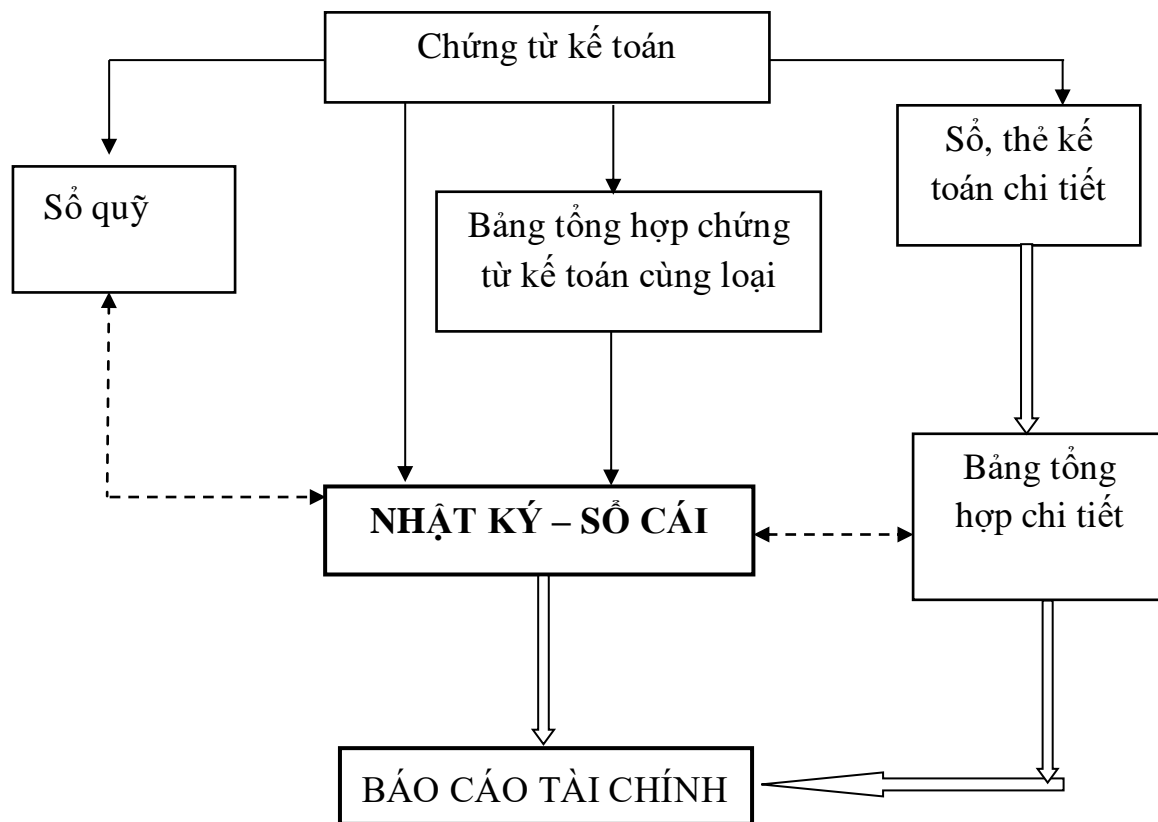 Chứng từ kế toán
Sổ quỹ
Bảng tổng hợp chứng
từ kế toán cùng loại
Sổ, thẻ kế
toán chi tiết
NHẬT KÝ – SỔ CÁI
Bảng tổng
hợp chi tiết
BÁO CÁO TÀI CHÍNH